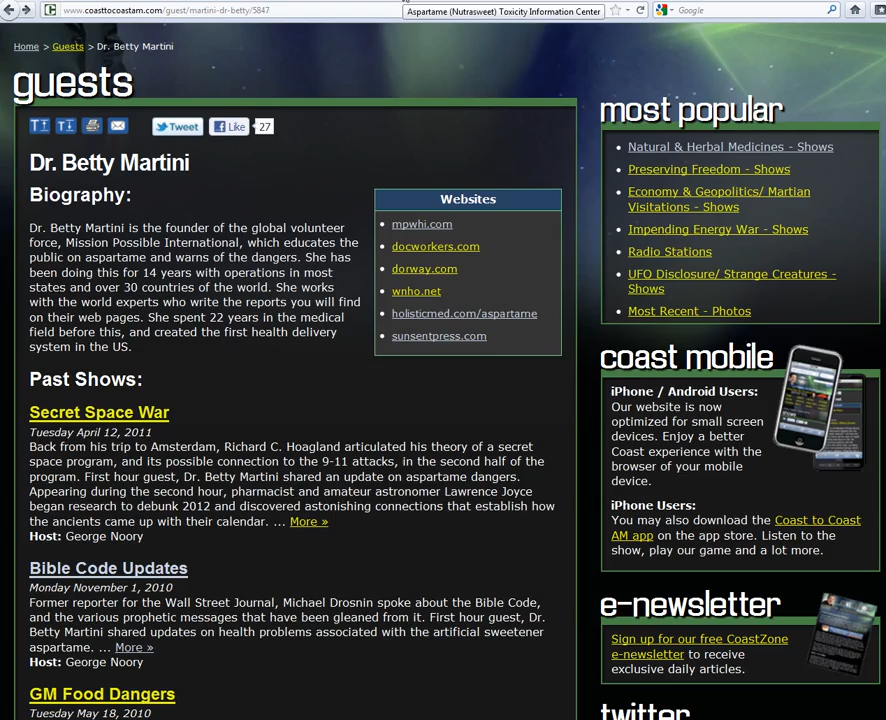 www.coasttocoastam.com/guest/martini-dr-betty/5847
Aspartame (Nutrasweet) Toxicity Information Center
Google
Home > Guests > Dr. Betty Martini
guests
Tweet
Like
27
Dr. Betty Martini
Biography:
Dr. Betty Martini is the founder of the global volunteer
force, Mission Possible International, which educates the
public on aspartame and warns of the dangers. She has
been doing this for 14 years with operations in most
states and over 30 countries of the world. She works
with the world experts who write the reports you will find
on their web pages. She spent 22 years in the medical
field before this, and created the first health delivery
system in the US.
Websites
mpwhi.com
docworkers.com
dorway.com
wnho.net
holisticmed.com/aspartame
sunsentpress.com
Past Shows:
Secret Space War
Tuesday April 12, 2011
Back from his trip to Amsterdam, Richard C. Hoagland articulated his theory of a secret
space program, and its possible connection to the 9-11 attacks, in the second half of the
program. First hour guest, Dr. Betty Martini shared an update on aspartame dangers.
Appearing during the second hour, pharmacist and amateur astronomer Lawrence Joyce
began research to debunk 2012 and discovered astonishing connections that establish how
the ancients came up with their calendar. ... More »
Host: George Noory
Bible Code Updates
Monday November 1, 2010
Former reporter for the Wall Street Journal, Michael Drosnin spoke about the Bible Code,
and the various prophetic messages that have been gleaned from it. First hour guest, Dr.
Betty Martini shared updates on health problems associated with the artificial sweetener
aspartame. ... More »
Host: George Noory
GM Food Dangers
Tuesday May 18, 2010
most popular
Natural & Herbal Medicines - Shows
Preserving Freedom - Shows
Economy & Geopolitics/ Martian
Visitations - Shows
Impending Energy War - Shows
Radio Stations
UFO Disclosure/ Strange Creatures -
Shows
Most Recent - Photos
coast mobile
iPhone / Android Users:
Our website is now
optimized for small screen
devices. Enjoy a better
Coast experience with the
browser of your mobile
device.
iPhone Users:
You may also download the Coast to Coast
AM app on the app store. Listen to the
show, play our game and a lot more.
e-newsletter
Sign up for our free CoastZone
e-newsletter to receive
exclusive daily articles.
twitter